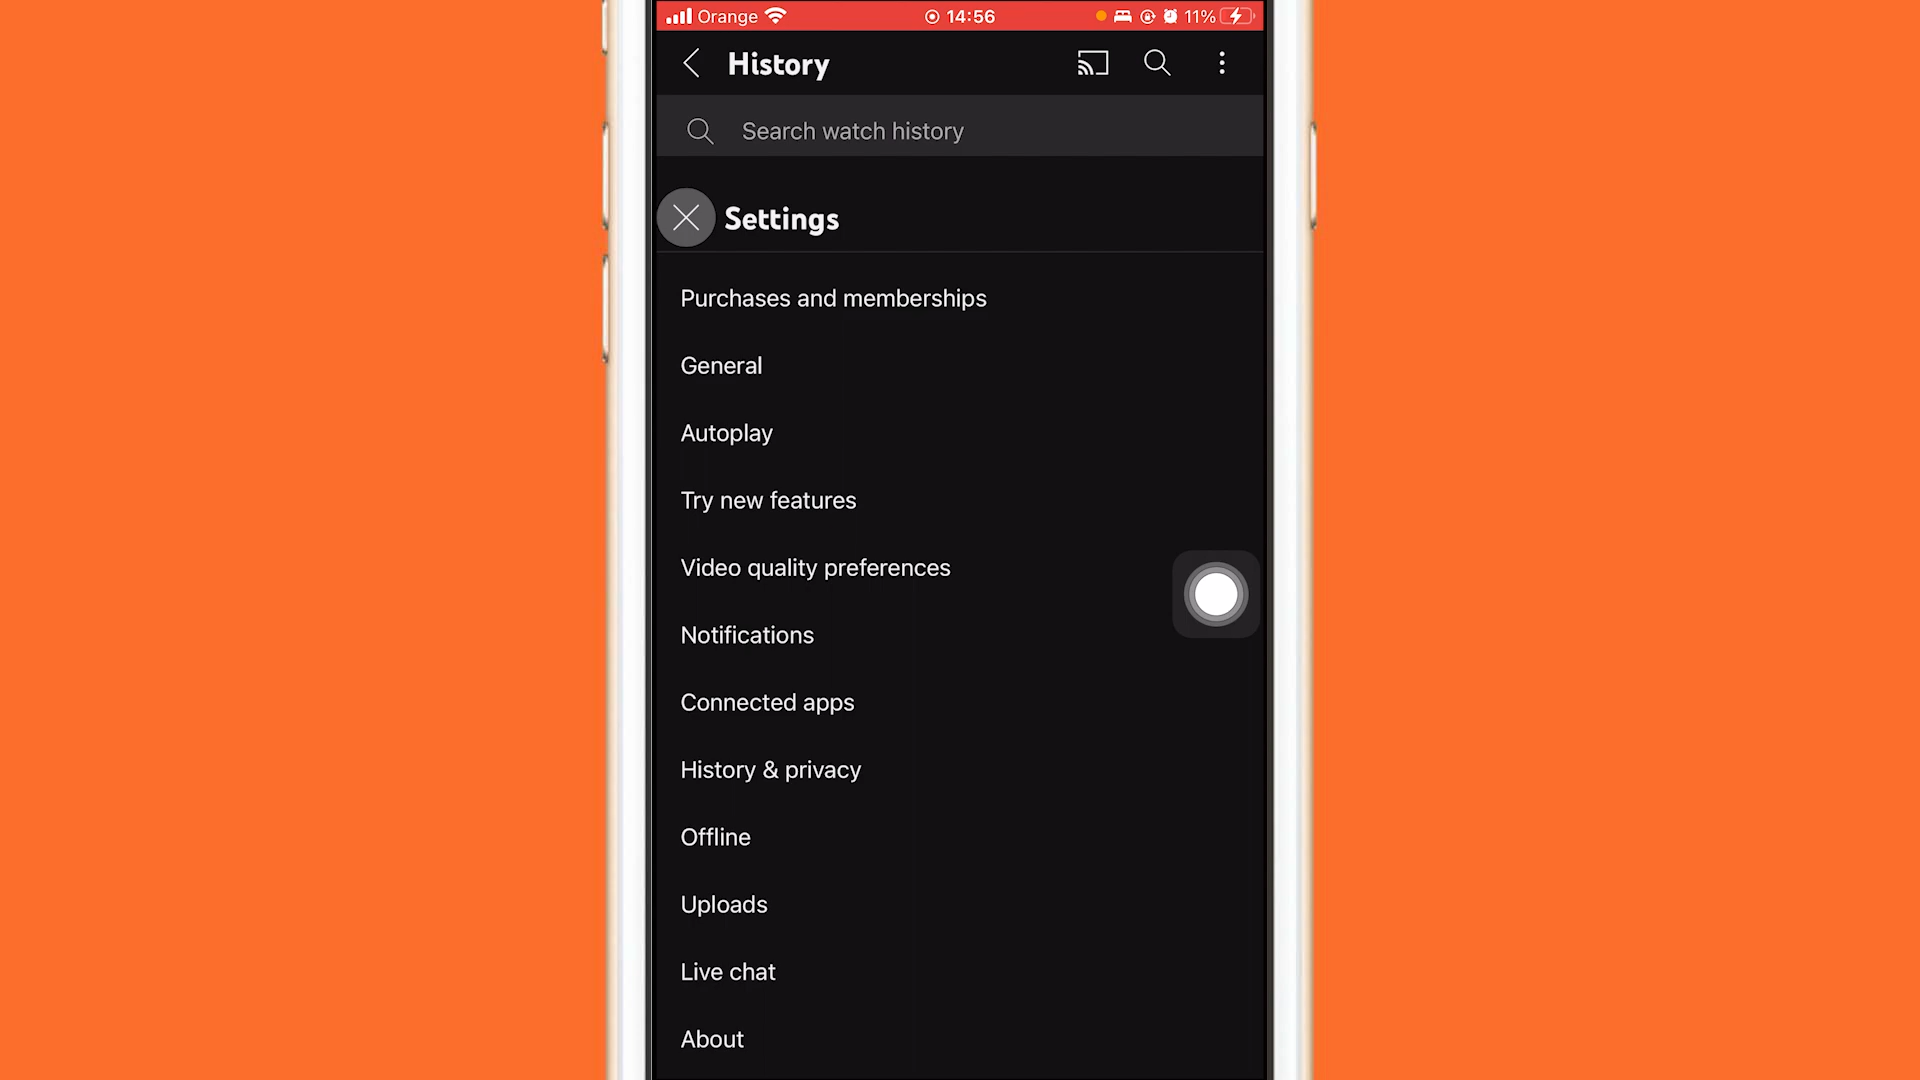 Orange 14:56 11%
History
Search watch history
Settings
Purchases and memberships
General
Autoplay
Try new features
Video quality preferences
Notifications
Connected apps
History & privacy
Offline
Uploads
Live chat
About